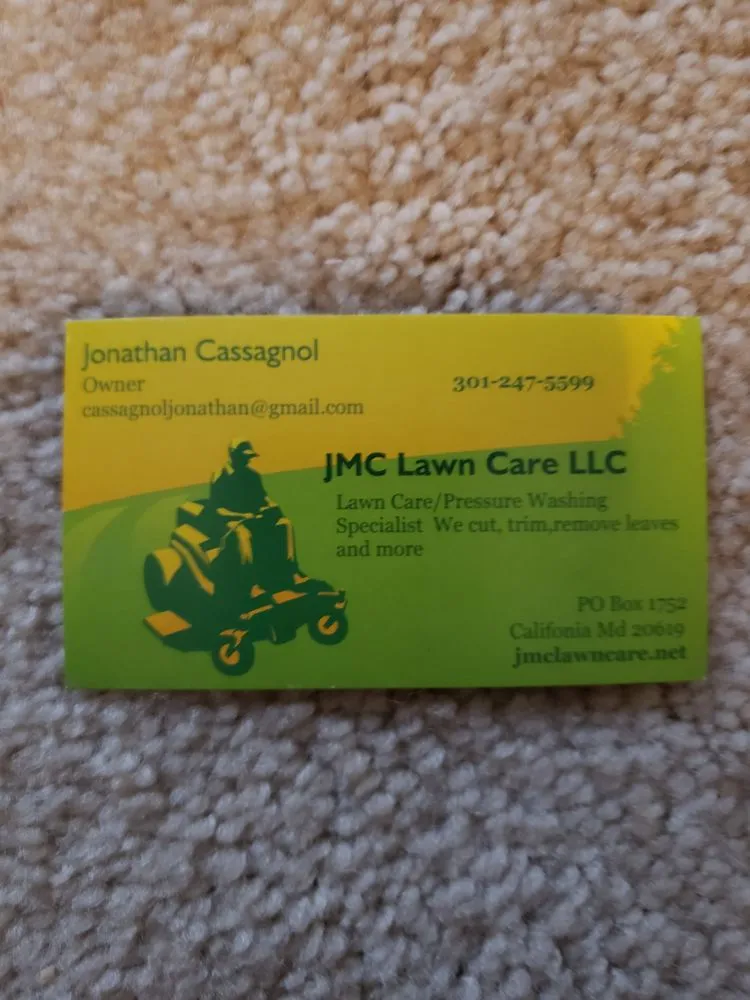 Jonathan Cassagnol
Owner
cassagnoljonathan@gmail.com
301-247-5599
JMC Lawn Care LLC
Lawn Care/Pressure Washing
Specialist We cut, trim,remove leaves
and more
PO Box 1752
Califonia Md 20619
jmclawncare.net